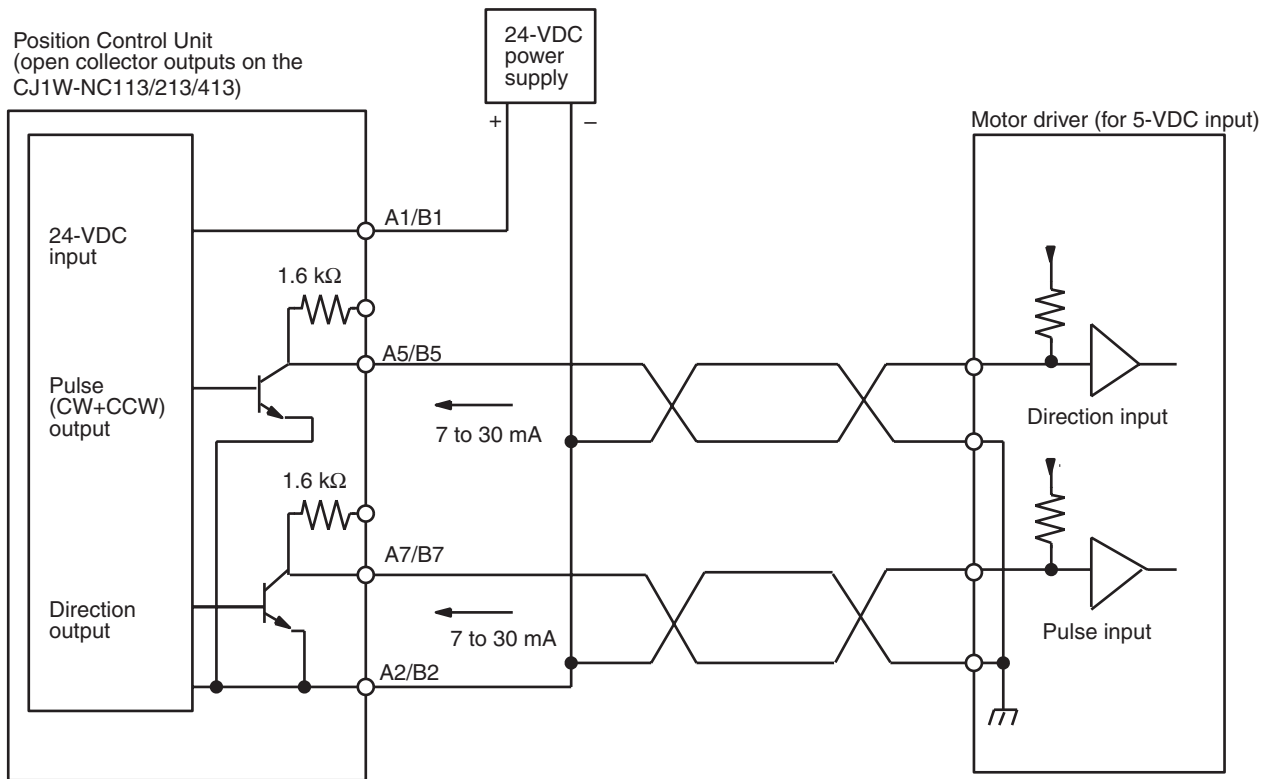 Position Control Unit
(open collector outputs on the
CJ1W-NC113/213/413)
24-VDC
power
supply
+
–
Motor driver (for 5-VDC input)
24-VDC
input
A1/B1
1.6 kΩ
A5/B5
Pulse
(CW+CCW)
output
7 to 30 mA
Direction input
1.6 kΩ
A7/B7
Direction
output
7 to 30 mA
Pulse input
A2/B2